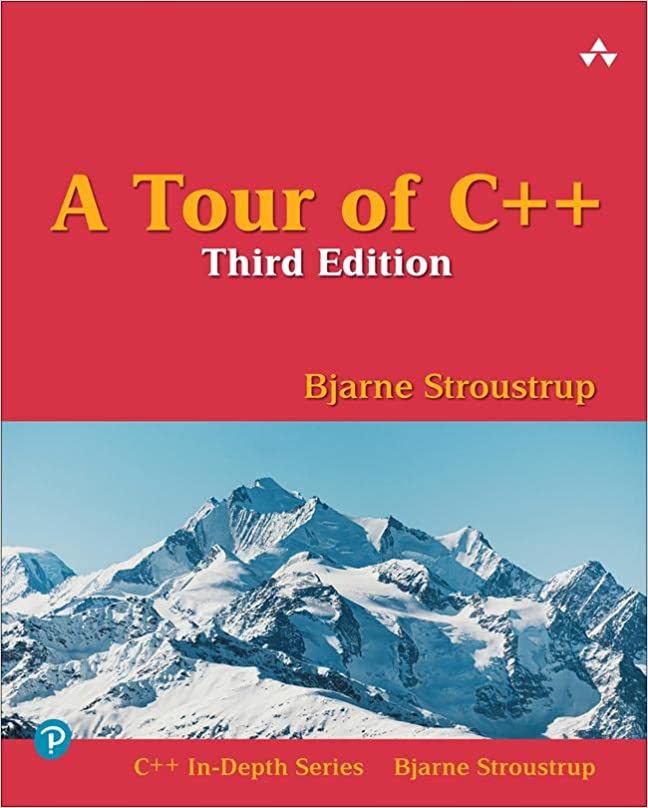 A Tour of C++
Third Edition
Bjarne Stroustrup
P
C++ In-Depth Series Bjarne Stroustrup